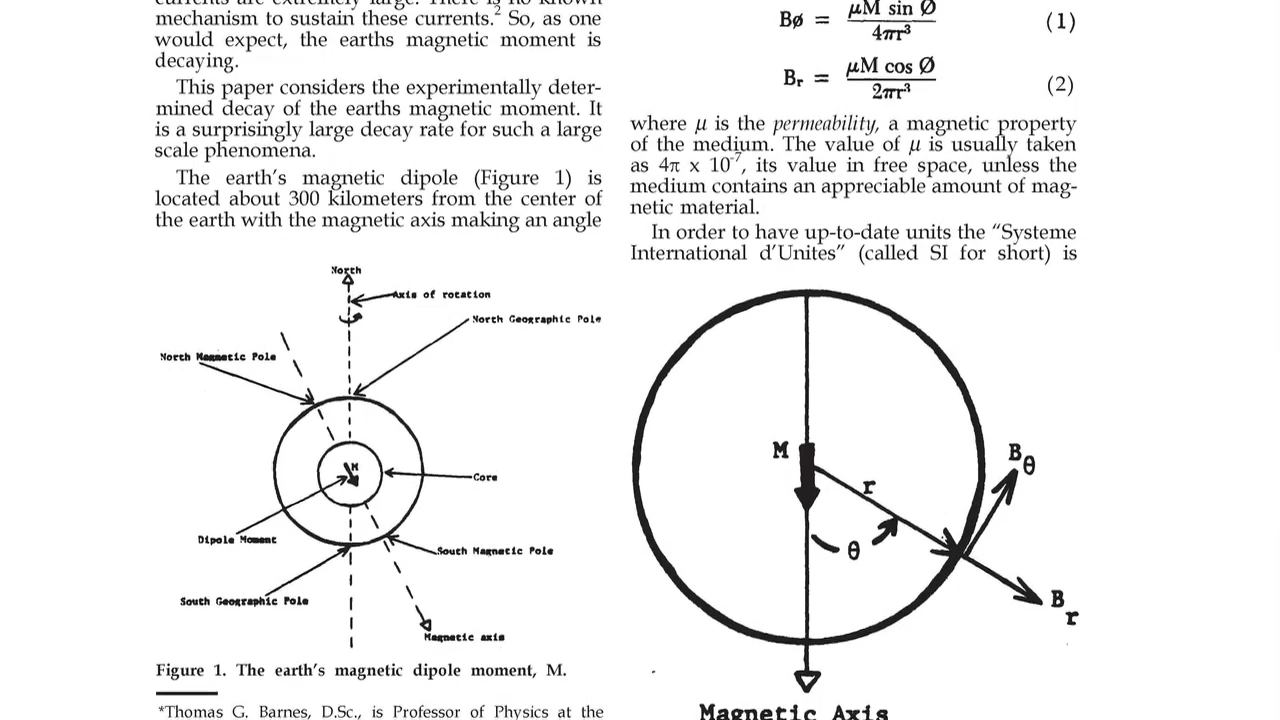 currents are extremely large. There is no known
mechanism to sustain these currents.² So, as one
would expect, the earths magnetic moment is
decaying.
This paper considers the experimentally deter-
mined decay of the earths magnetic moment. It
is a surprisingly large decay rate for such a large
scale phenomena.
The earth's magnetic dipole (Figure 1) is
located about 300 kilometers from the center of
the earth with the magnetic axis making an angle
North
Axis of rotation
North Geographic Pole
North Magnetic Pole
M
Core
Dipole Moment
South Magnetic Pole
South Geographic Pole
Magnetic axis
Figure 1. The earth's magnetic dipole moment, M.
*Thomas G. Barnes, D.Sc., is Professor of Physics at the
Bø = μM sin Ø / 4πr³ (1)
Br = μM cos Ø / 2πr³ (2)
where μ is the permeability, a magnetic property
of the medium. The value of μ is usually taken
as 4π x 10⁻⁷, its value in free space, unless the
medium contains an appreciable amount of mag-
netic material.
In order to have up-to-date units the "Systeme
International d'Unites" (called SI for short) is
M
r
Bθ
θ
Br
Magnetic Axis